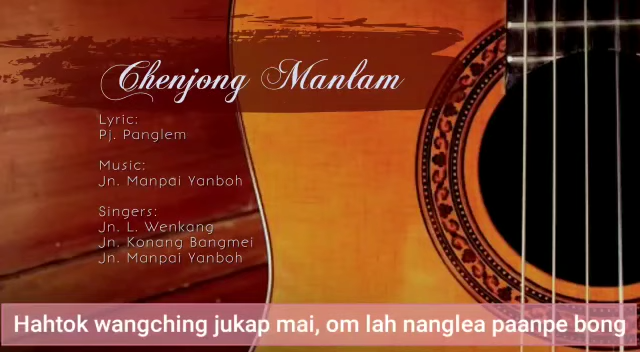 Chenjong Manlam
Lyric:
Pj. Panglem
Music:
Jn. Manpai Yanboh
Singers:
Jn. L. Wenkang
Jn. Konang Bangmei
Jn. Manpai Yanboh
Hahtok wangching jukap mai, om lah nanglea paanpe bong